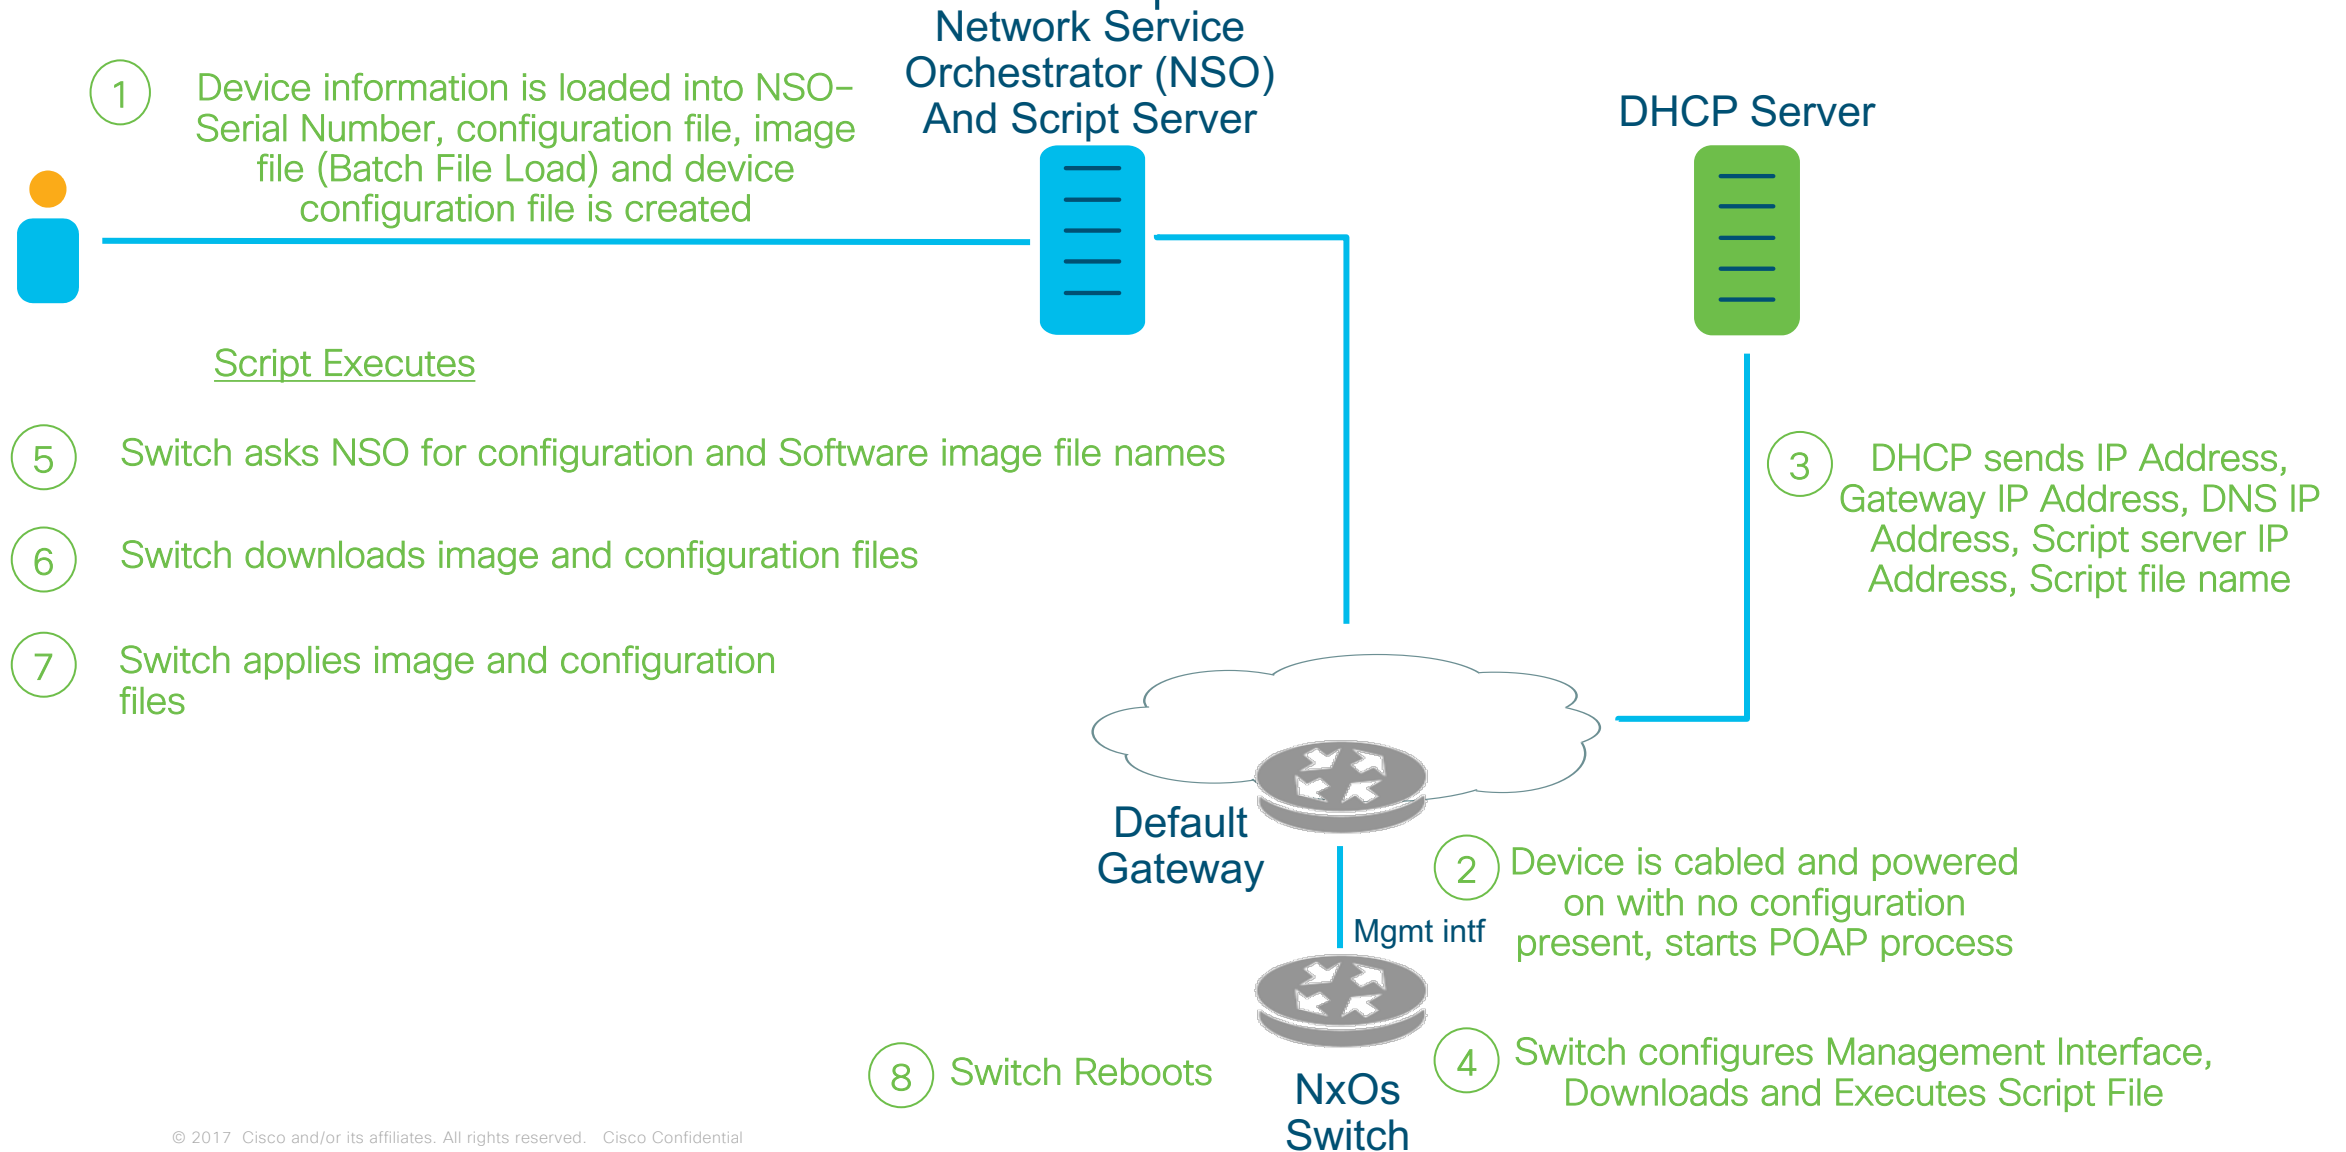 Network Service
Orchestrator (NSO)
And Script Server
DHCP Server
1
Device information is loaded into NSO–
Serial Number, configuration file, image
file (Batch File Load) and device
configuration file is created
Script Executes
5
Switch asks NSO for configuration and Software image file names
6
Switch downloads image and configuration files
7
Switch applies image and configuration
files
3
DHCP sends IP Address,
Gateway IP Address, DNS IP
Address, Script server IP
Address, Script file name
Default
Gateway
2
Device is cabled and powered
on with no configuration
present, starts POAP process
Mgmt intf
4
Switch configures Management Interface,
Downloads and Executes Script File
8
Switch Reboots
NxOs
Switch
© 2017 Cisco and/or its affiliates. All rights reserved. Cisco Confidential